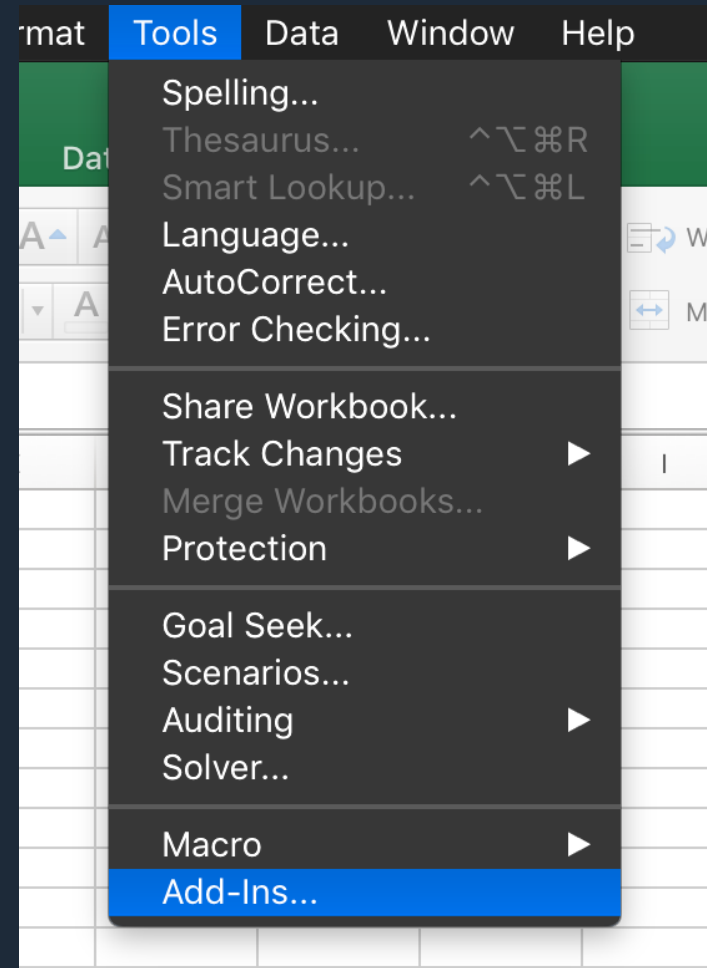 rmat Tools Data Window Help
Dat
Spelling...
Thesaurus... ^⌥⌘R
Smart Lookup... ^⌥⌘L
A A
Language...
W
AutoCorrect...
A
M
Error Checking...
Share Workbook...
Track Changes ▶
I
Merge Workbooks...
Protection ▶
Goal Seek...
Scenarios...
Auditing ▶
Solver...
Macro ▶
Add-Ins...